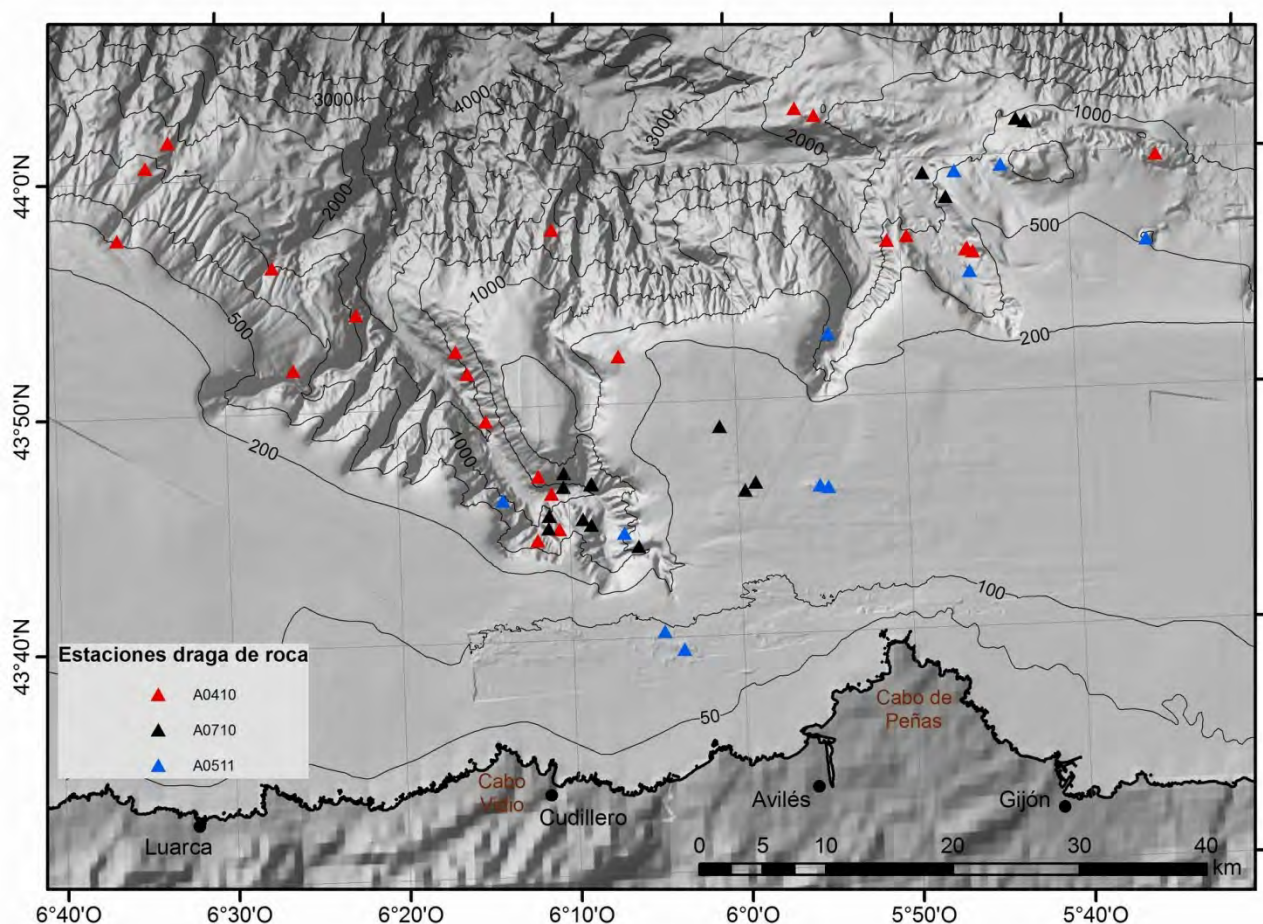 3000
4000
3000
2000
1000
2000
1000
500
500
200
200
1000
100
50
44°0'N
43°50'N
43°40'N
Estaciones draga de roca
A0410
A0710
A0511
Cabo de
Peñas
Cabo
Vidio
Cudillero
Avilés
Gijón
Luarca
0 5 10 20 30 40
km
6°40'O 6°30'O 6°20'O 6°10'O 6°0'O 5°50'O 5°40'O